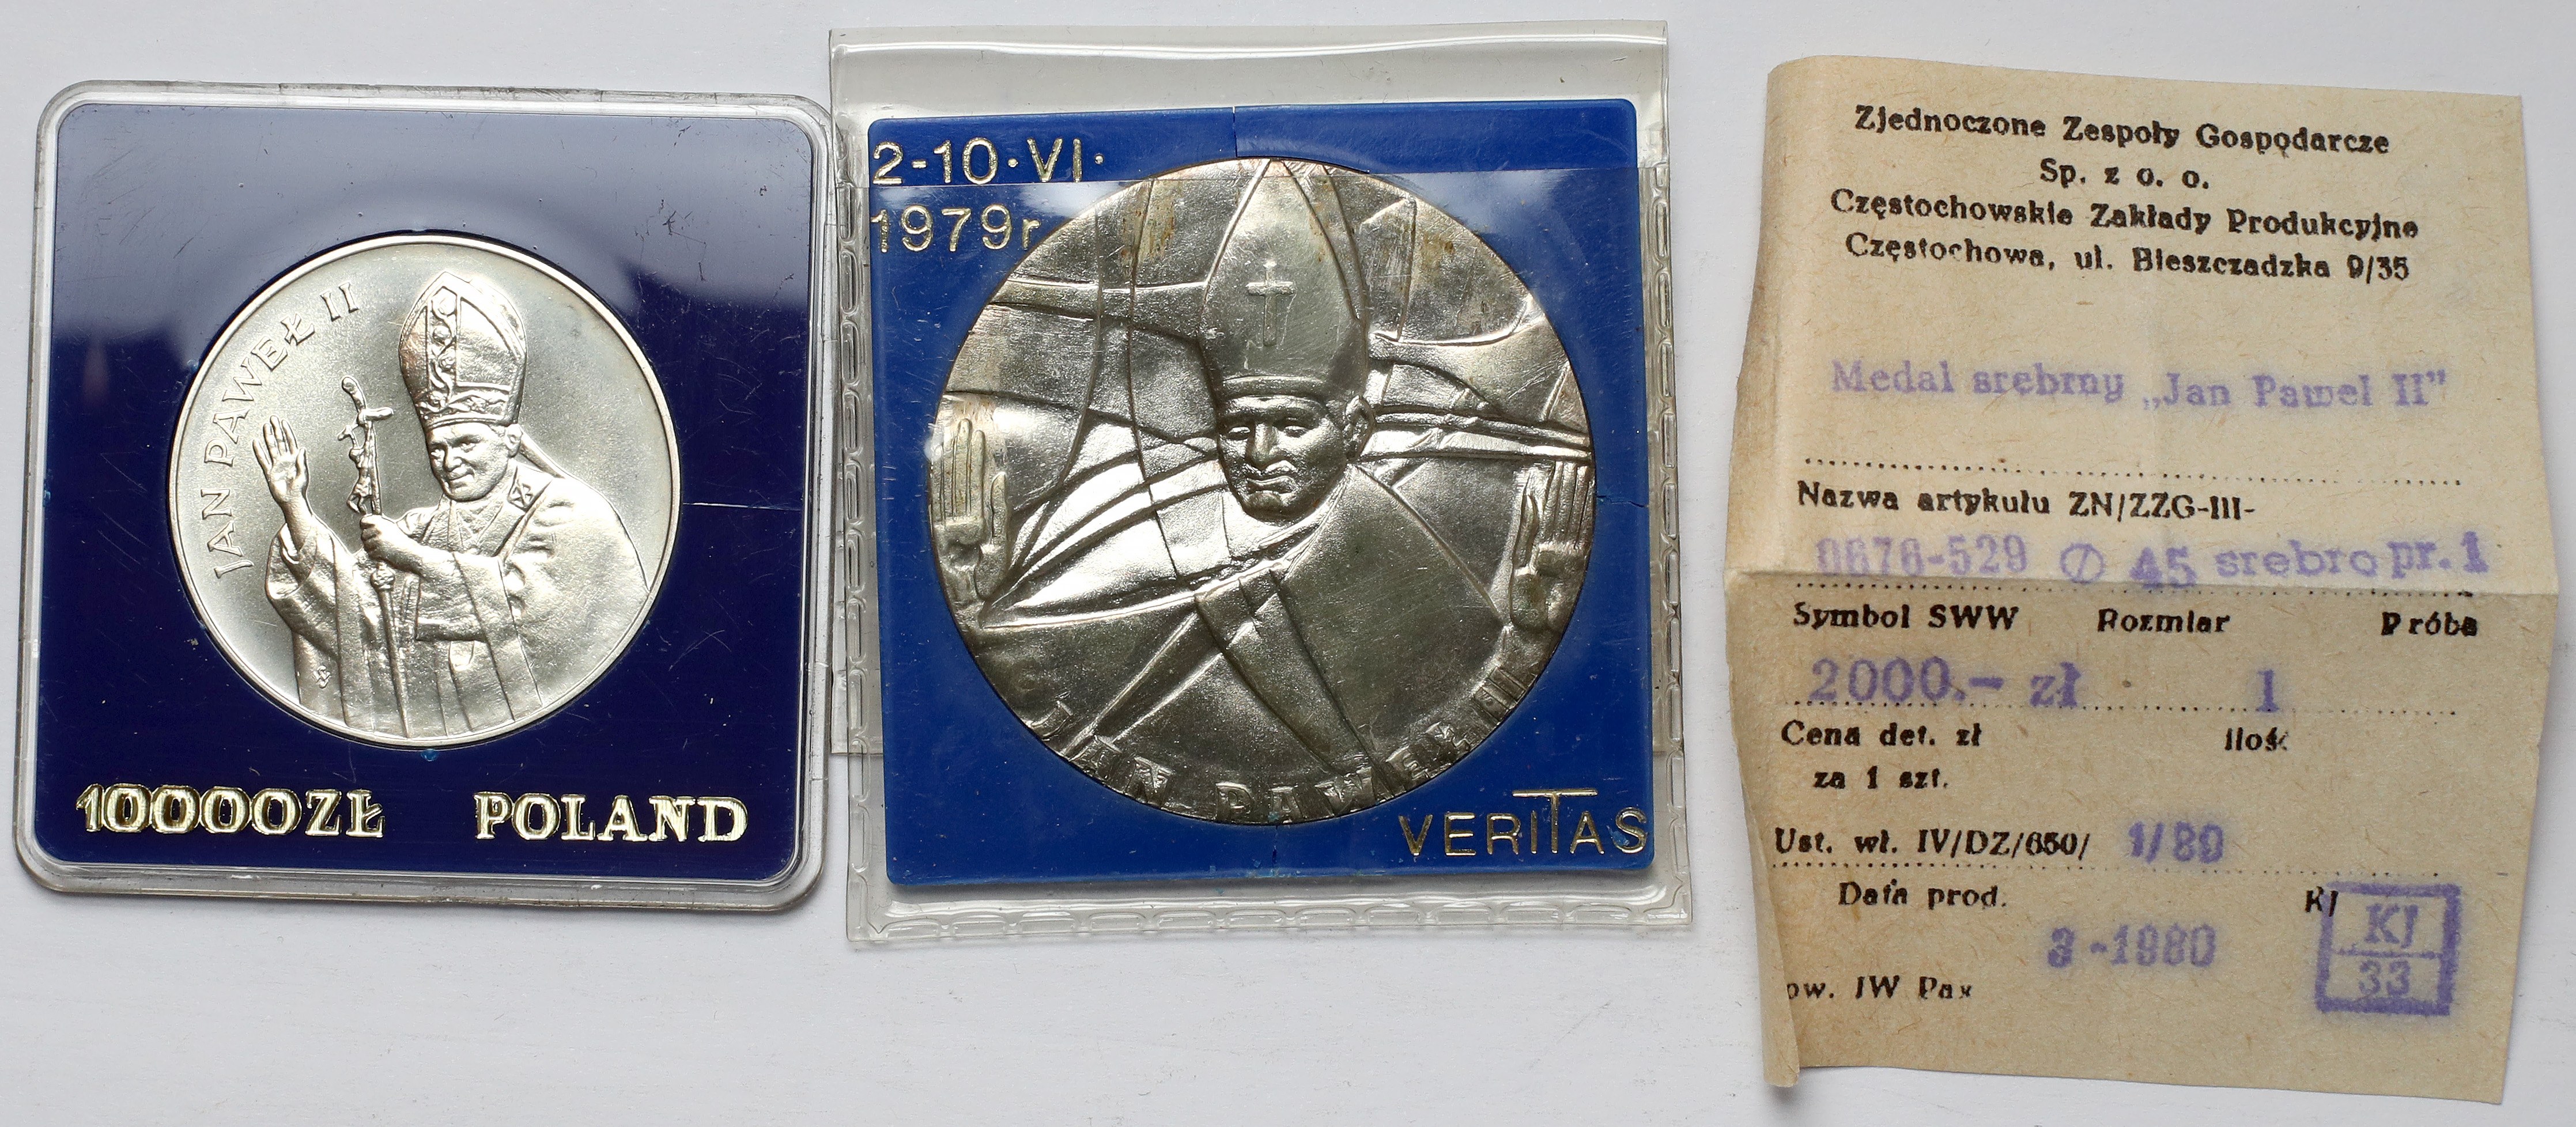 JAN PAWEŁ II
10000ZŁ POLAND
2-10·VI·
1979r
JAN PAWEŁ II
VERITAS
Zjednoczone Zespoły Gospodarcze
Sp. z o. o.
Częstochowskie Zakłady Produkcyjne
Częstochowa, ul. Bieszczadzka 9/35
Medal srebrny „Jan Paweł II”
Nazwa artykułu ZN/ZZG-III-
0676-529 ∅ 45 srebro pr. 1
Symbol SWW Rozmiar Próba
2000.- zł 1
Cena det. zł Ilość
za 1 szt.
Ust. wł. IV/DZ/650/ 1/80
Data prod. KJ
3-1980
KJ
33
ow. IW Pax